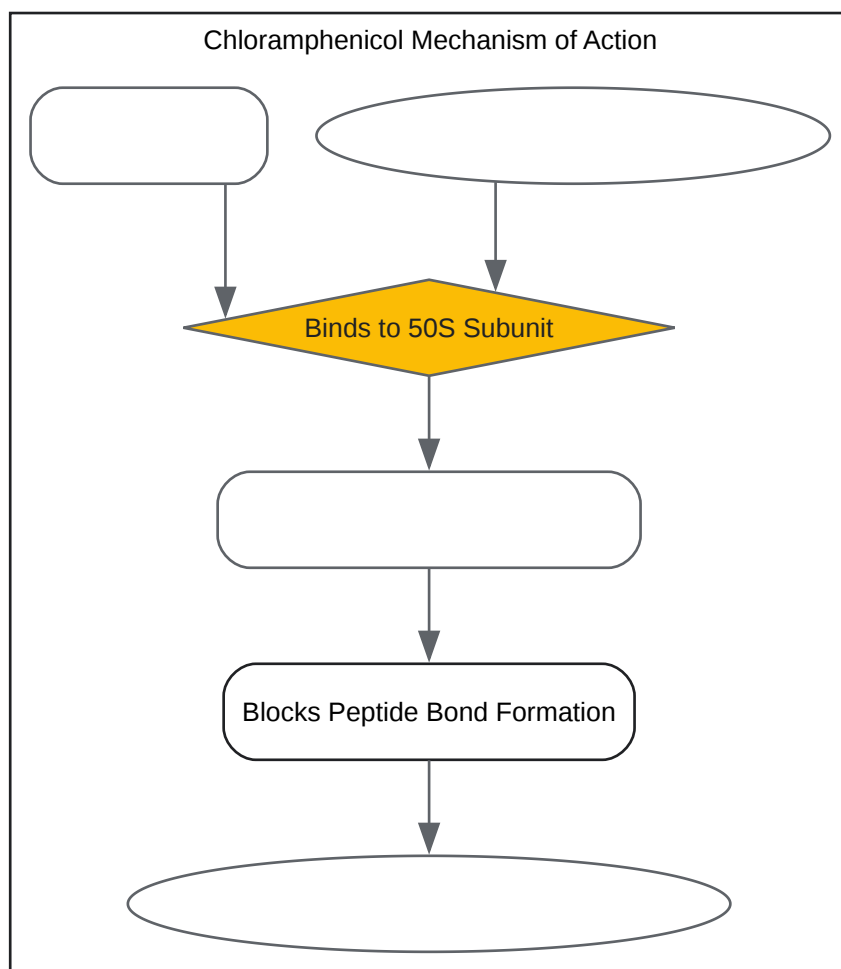 Chloramphenicol Mechanism of Action
Binds to 50S Subunit
Blocks Peptide Bond Formation